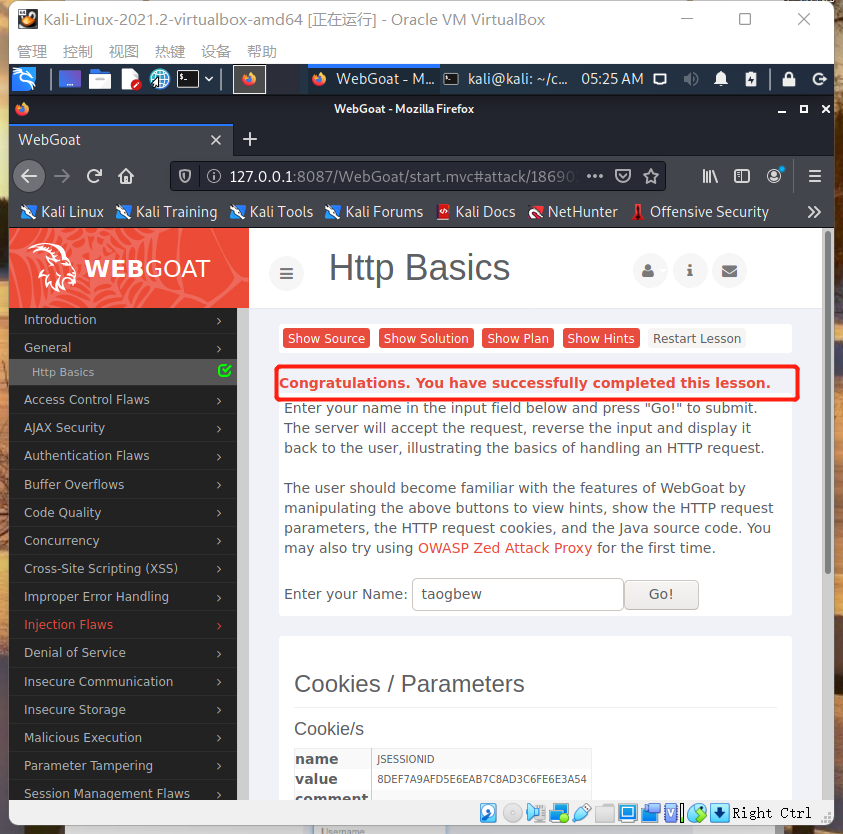 Kali-Linux-2021.2-virtualbox-amd64 [正在运行] - Oracle VM VirtualBox
管理 控制 视图 热键 设备 帮助
WebGoat - M... kali@kali: ~/c... 05:25 AM
WebGoat - Mozilla Firefox
WebGoat
127.0.0.1:8087/WebGoat/start.mvc#attack/18690
Kali Linux Kali Training Kali Tools Kali Forums Kali Docs NetHunter Offensive Security
WEBGOAT
Http Basics
Introduction
General
Http Basics
Access Control Flaws
AJAX Security
Authentication Flaws
Buffer Overflows
Code Quality
Concurrency
Cross-Site Scripting (XSS)
Improper Error Handling
Injection Flaws
Denial of Service
Insecure Communication
Insecure Storage
Malicious Execution
Parameter Tampering
Session Management Flaws
Show Source Show Solution Show Plan Show Hints Restart Lesson
Congratulations. You have successfully completed this lesson.
Enter your name in the input field below and press "Go!" to submit.
The server will accept the request, reverse the input and display it
back to the user, illustrating the basics of handling an HTTP request.
The user should become familiar with the features of WebGoat by
manipulating the above buttons to view hints, show the HTTP request
parameters, the HTTP request cookies, and the Java source code. You
may also try using OWASP Zed Attack Proxy for the first time.
Enter your Name: taogbew Go!
Cookies / Parameters
Cookie/s
name JSESSIONID
value 8DEF7A9AFD5E6EAB7C8AD3C6FE6E3A54
comment
Right Ctrl
Username